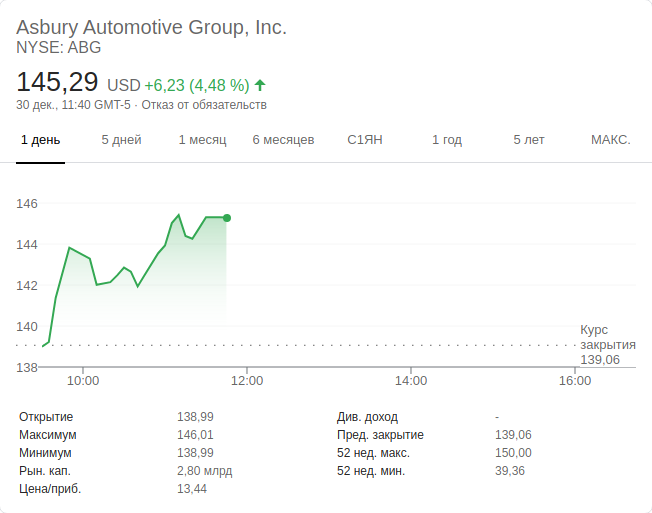 Asbury Automotive Group, Inc.
NYSE: ABG
145,29 USD +6,23 (4,48 %)
30 дек., 11:40 GMT-5 · Отказ от обязательств
1 день 5 дней 1 месяц 6 месяцев С1ЯН 1 год 5 лет МАКС.
146
144
142
140
Курс
закрытия
139,06
138
10:00 12:00 14:00 16:00
Открытие 138,99 Див. доход -
Максимум 146,01 Пред. закрытие 139,06
Минимум 138,99 52 нед. макс. 150,00
Рын. кап. 2,80 млрд 52 нед. мин. 39,36
Цена/приб. 13,44